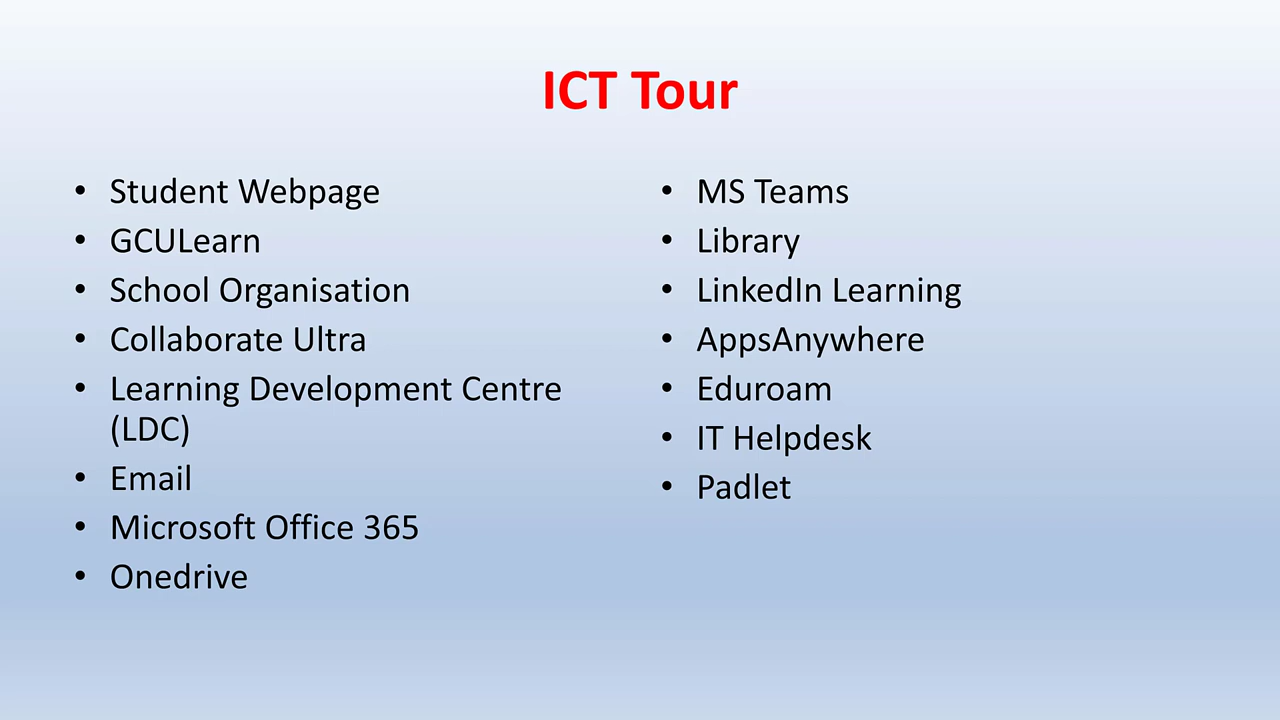 ICT Tour
• Student Webpage
• GCULearn
• School Organisation
• Collaborate Ultra
• Learning Development Centre
(LDC)
• Email
• Microsoft Office 365
• Onedrive
• MS Teams
• Library
• LinkedIn Learning
• AppsAnywhere
• Eduroam
• IT Helpdesk
• Padlet